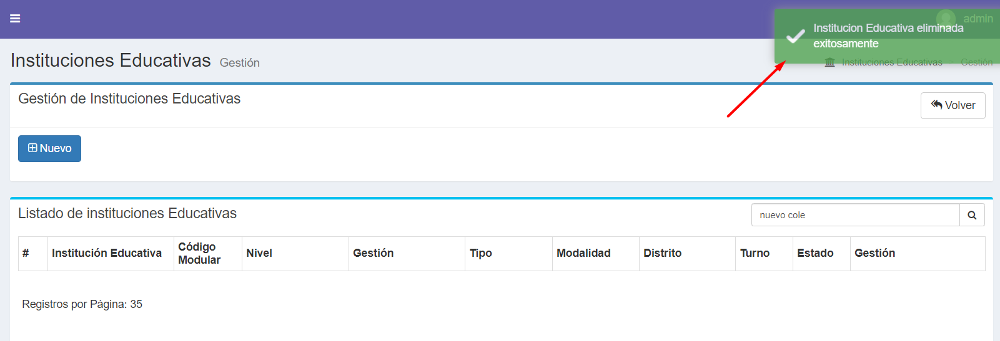 admin
Institucion Educativa eliminada
exitosamente
Instituciones Educativas Gestión
Instituciones Educativas Gestión
Gestión de Instituciones Educativas
Volver
Nuevo
Listado de instituciones Educativas
nuevo cole
# Institución Educativa Código Modular Nivel Gestión Tipo Modalidad Distrito Turno Estado Gestión
Registros por Página: 35